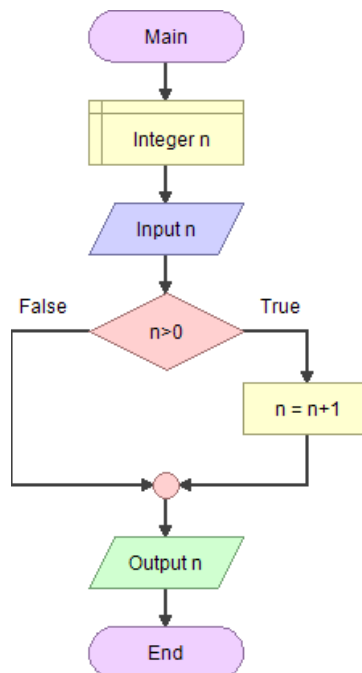 Main
Integer n
Input n
False
True
n>0
n = n+1
Output n
End